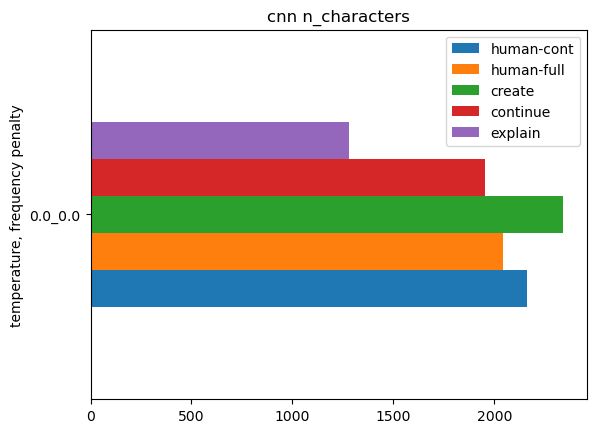 cnn n_characters
human-cont
human-full
create
continue
explain
temperature, frequency penalty
0.0_0.0
0
500
1000
1500
2000